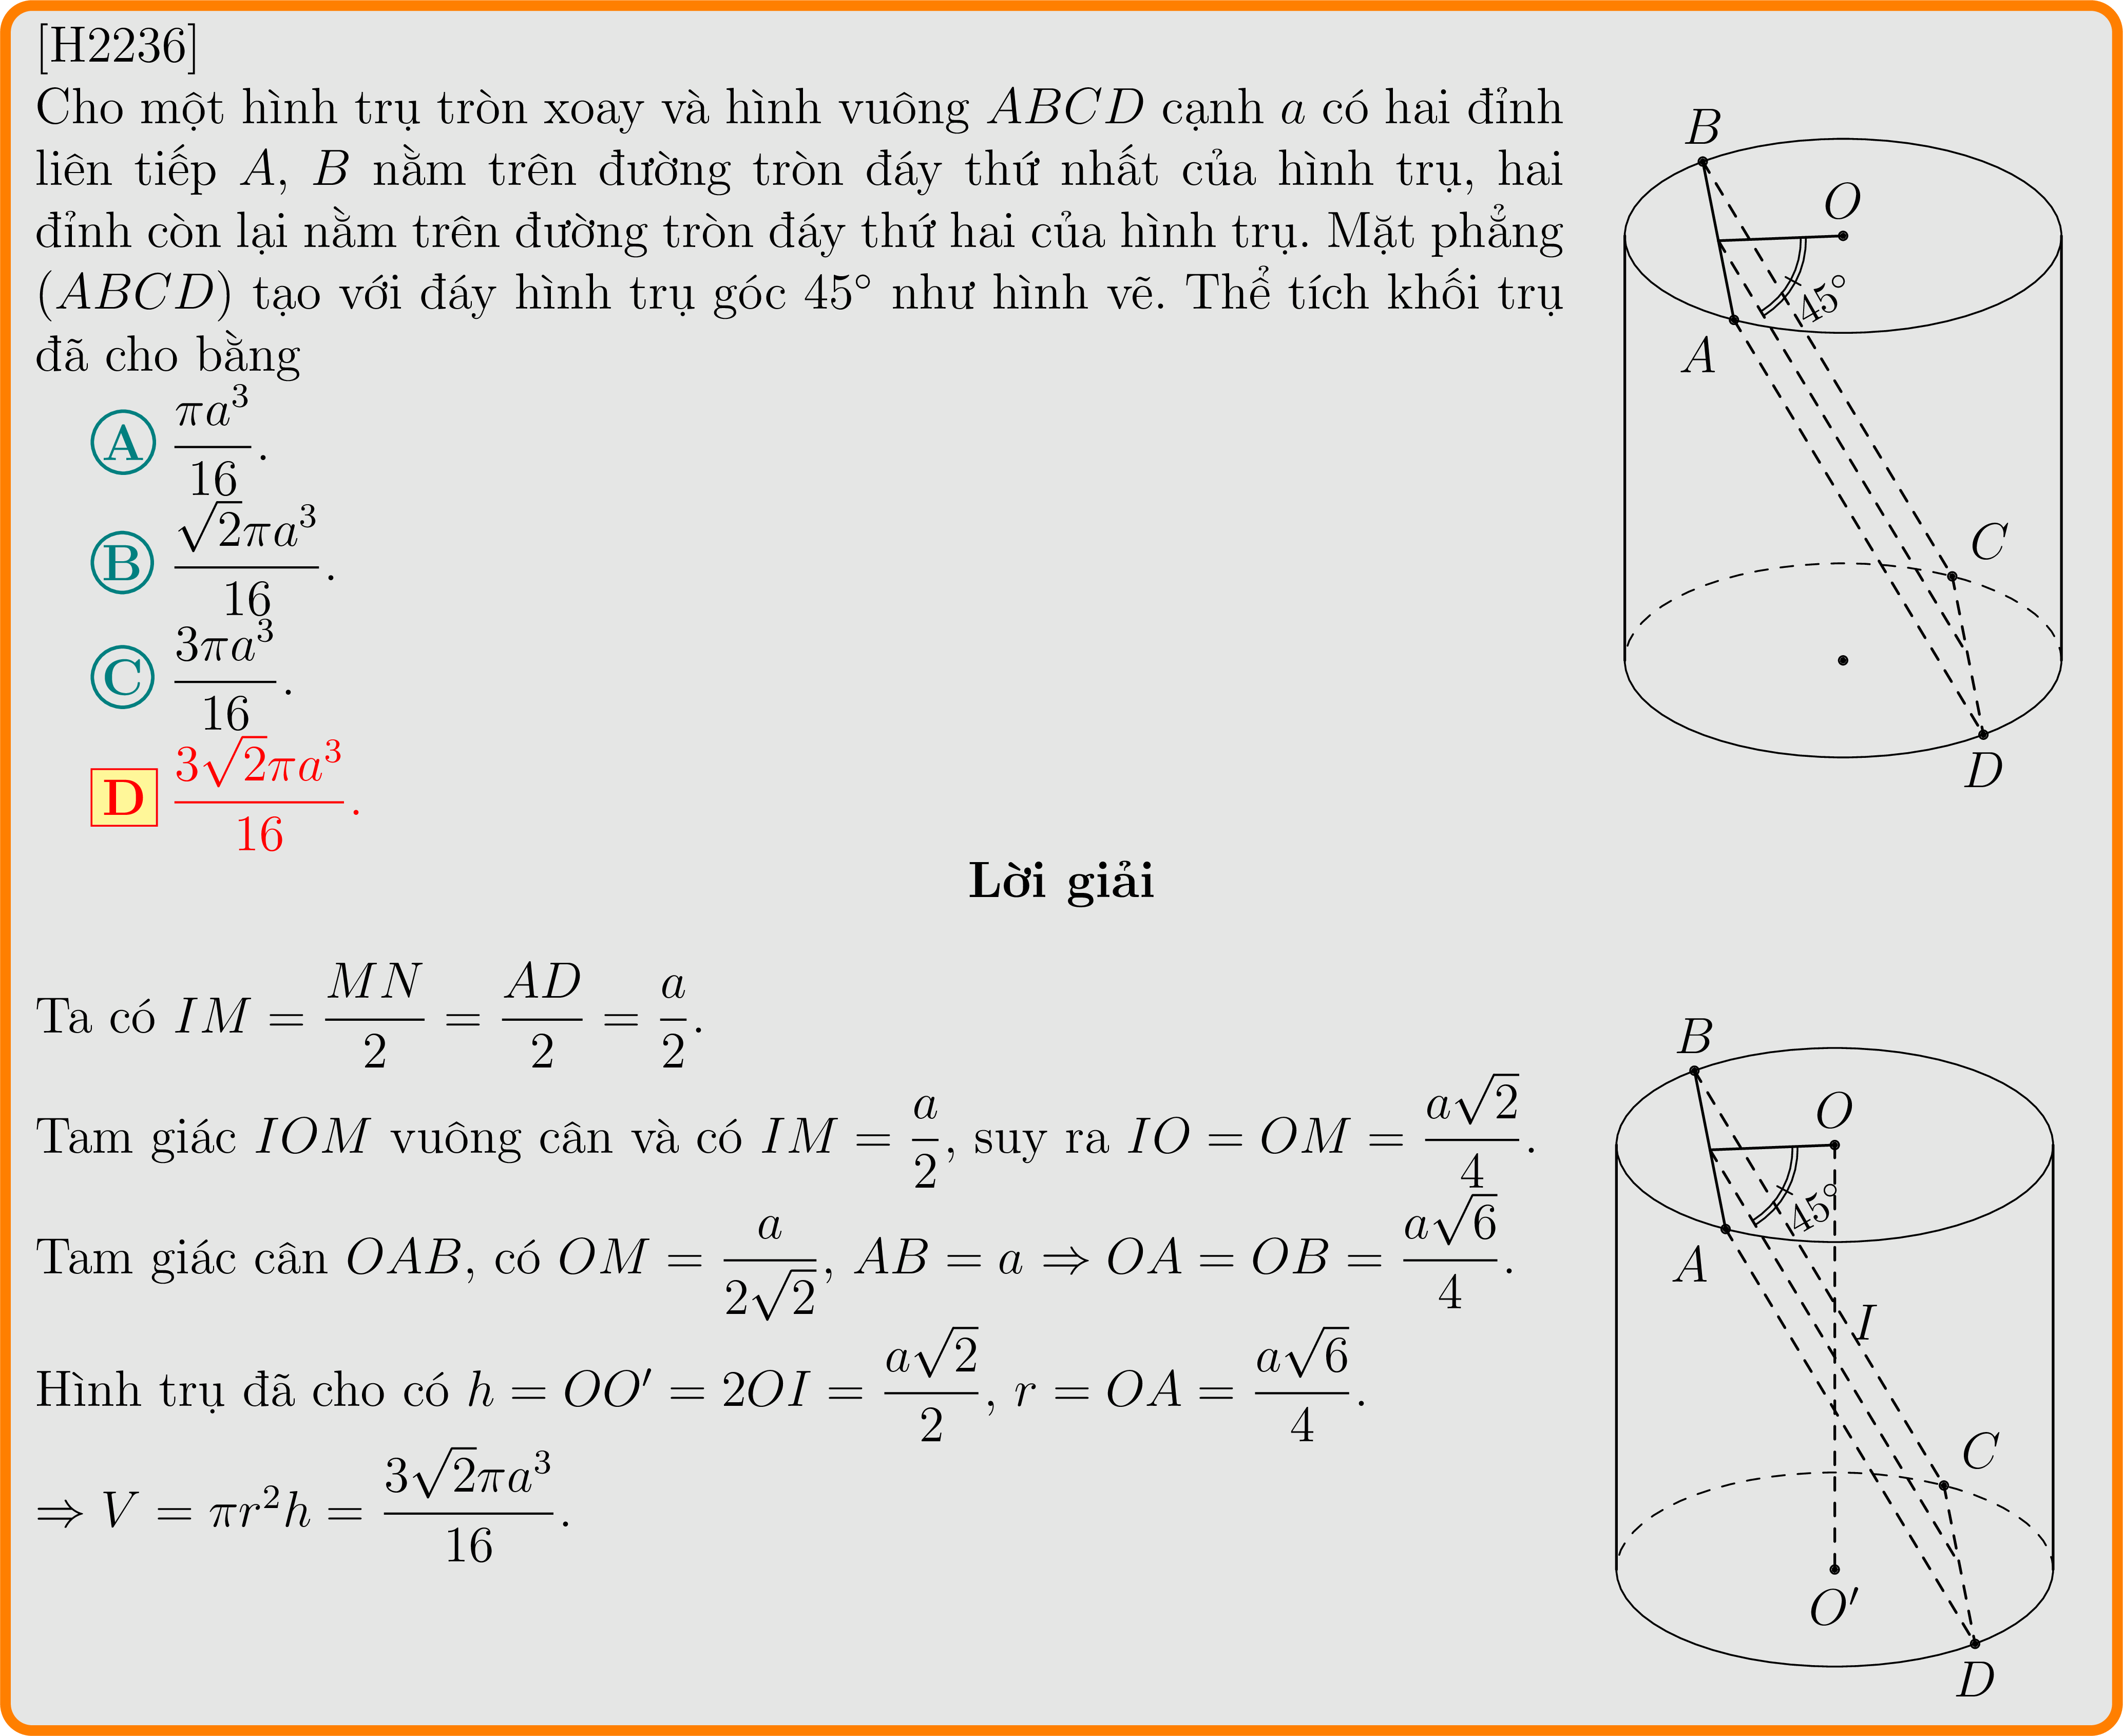 [H2236]
Cho một hình trụ tròn xoay và hình vuông ABCD cạnh a có hai đỉnh
liên tiếp A, B nằm trên đường tròn đáy thứ nhất của hình trụ, hai
đỉnh còn lại nằm trên đường tròn đáy thứ hai của hình trụ. Mặt phẳng
(ABCD) tạo với đáy hình trụ góc 45° như hình vẽ. Thể tích khối trụ
đã cho bằng
A $\frac{\pi a^3}{16}$.
B $\frac{\sqrt{2}\pi a^3}{16}$.
C $\frac{3\pi a^3}{16}$.
D $\frac{3\sqrt{2}\pi a^3}{16}$.
B
O
45°
A
C
D
Lời giải
Ta có $IM = \frac{MN}{2} = \frac{AD}{2} = \frac{a}{2}$.
Tam giác IOM vuông cân và có $IM = \frac{a}{2}$, suy ra $IO = OM = \frac{a\sqrt{2}}{4}$.
Tam giác cân OAB, có $OM = \frac{a}{2\sqrt{2}}$, $AB = a \Rightarrow OA = OB = \frac{a\sqrt{6}}{4}$.
Hình trụ đã cho có $h = OO' = 2OI = \frac{a\sqrt{2}}{2}$, $r = OA = \frac{a\sqrt{6}}{4}$.
$\Rightarrow V = \pi r^2 h = \frac{3\sqrt{2}\pi a^3}{16}$.
B
O
45°
A
I
C
O'
D